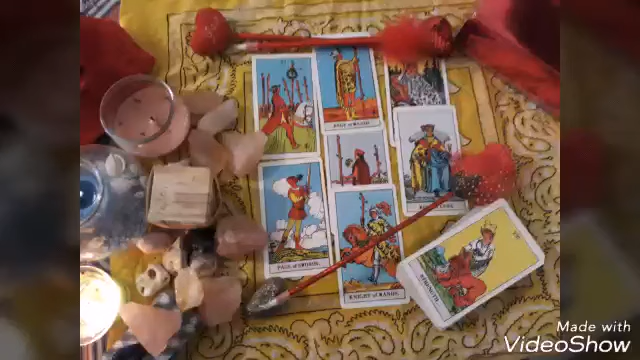 PAGE of WANDS.
PAGE of SWORDS.
KNIGHT of WANDS.
STRENGTH
Made with
VideoShow